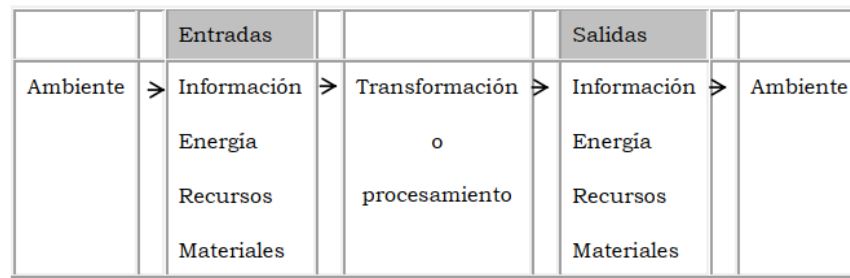 Entradas Salidas
Ambiente Información Transformación Información Ambiente
Energía o Energía
Recursos procesamiento Recursos
Materiales Materiales